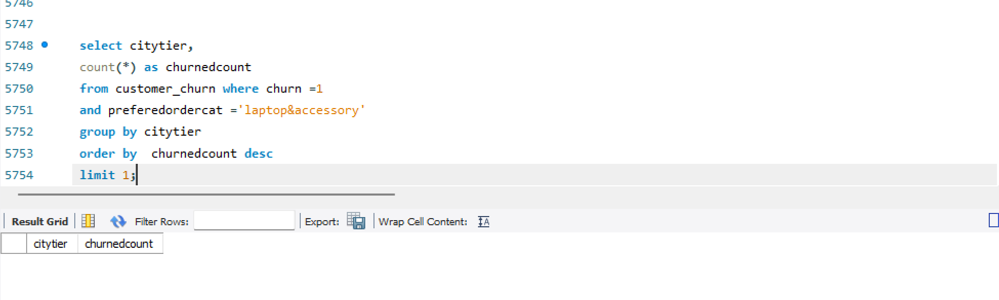 5746
5747
5748 select citytier,
5749 count(*) as churnedcount
5750 from customer_churn where churn =1
5751 and preferedordercat ='laptop&accessory'
5752 group by citytier
5753 order by  churnedcount desc
5754 limit 1;
Result Grid Filter Rows: Export: Wrap Cell Content: A
citytier churnedcount